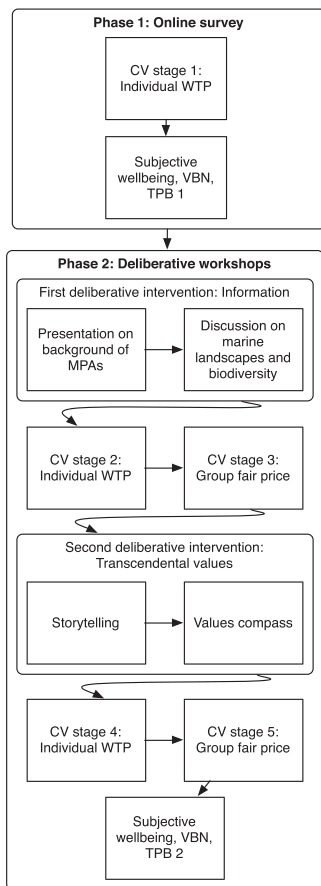 Phase 1: Online survey
CV stage 1:
Individual WTP
Subjective
wellbeing, VBN,
TPB 1
Phase 2: Deliberative workshops
First deliberative intervention: Information
Presentation on
background of
MPAs
Discussion on
marine
landscapes and
biodiversity
CV stage 2:
Individual WTP
CV stage 3:
Group fair price
Second deliberative intervention:
Transcendental values
Storytelling
Values compass
CV stage 4:
Individual WTP
CV stage 5:
Group fair price
Subjective
wellbeing, VBN,
TPB 2